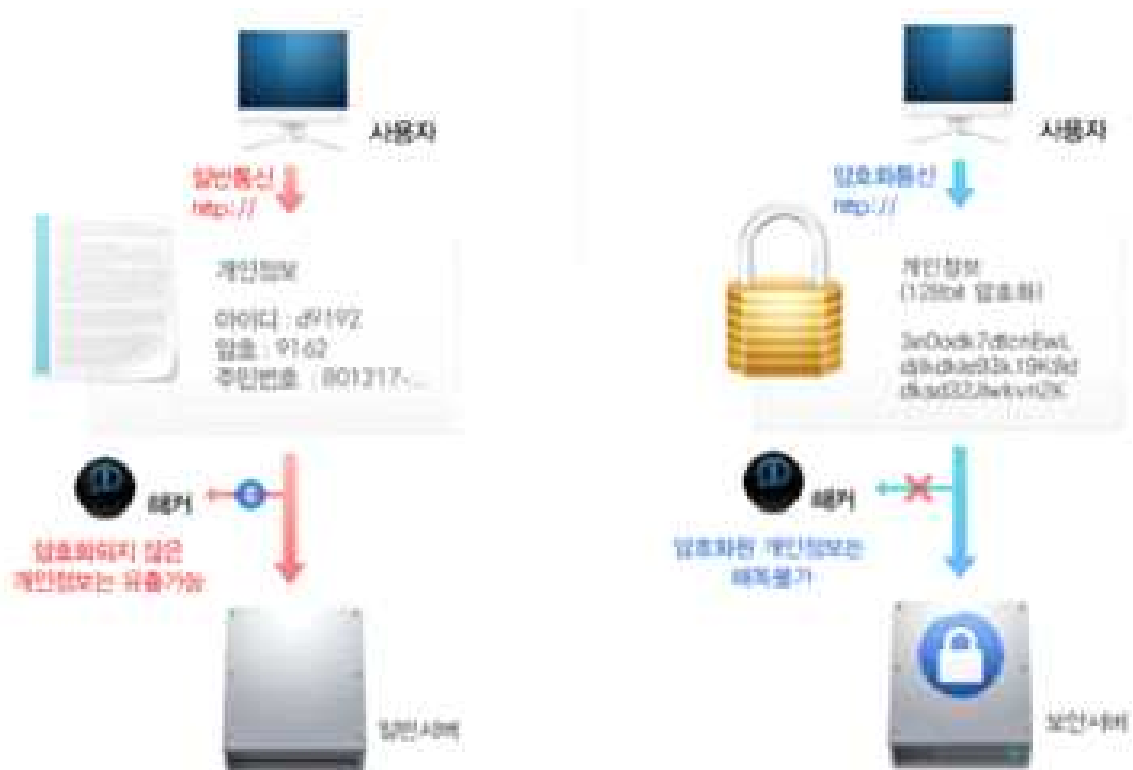 사용자
일반통신
http://
개인정보
아이디 : d9192
암호 : 9162
주민번호 : 801217-...
해커
암호화되지 않은
개인정보는 유출가능
일반서버
사용자
암호화통신
http://
개인정보
(128bit 암호화)
해커
암호화된 개인정보는
해독불가
보안서버